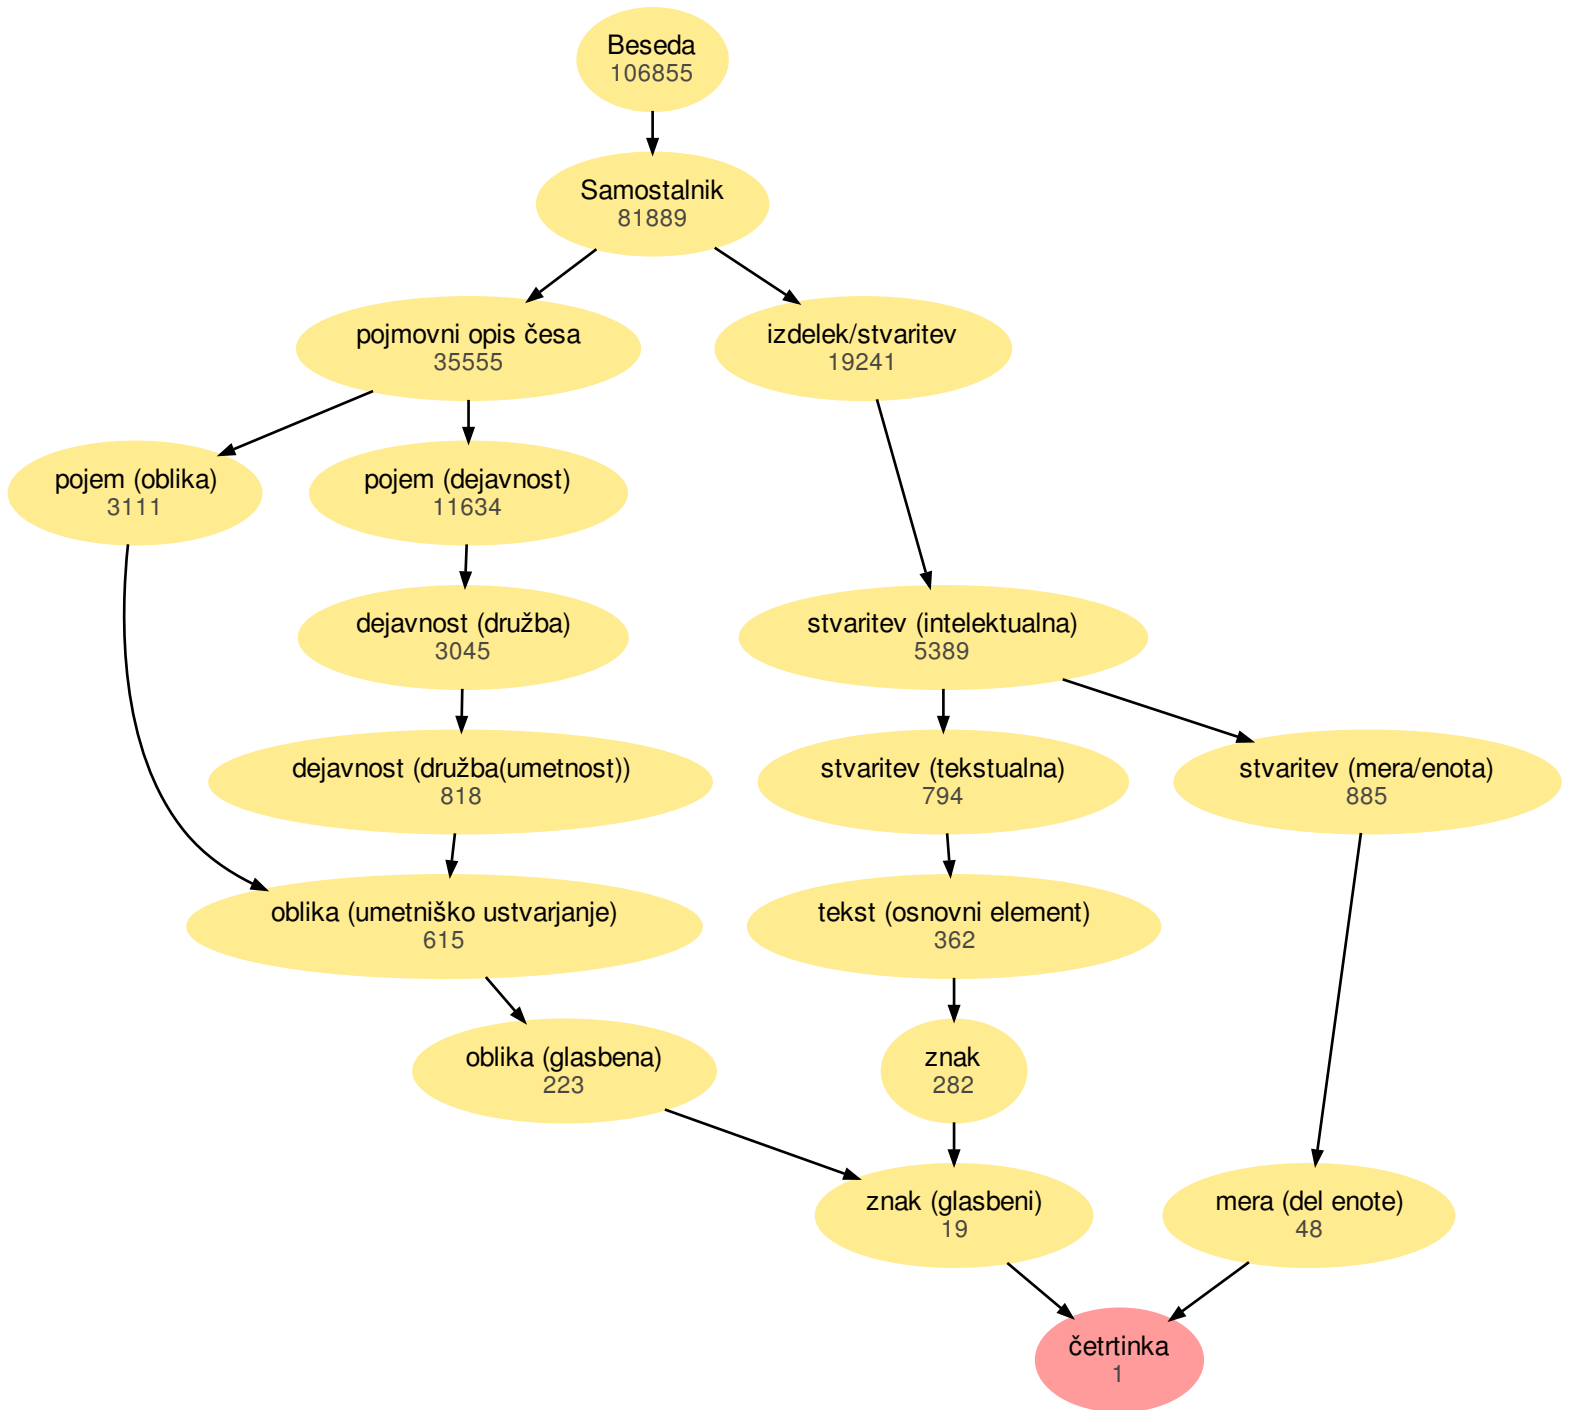 Beseda
106855
Samostalnik
81889
pojmovni opis česa
35555
izdelek/stvaritev
19241
pojem (oblika)
3111
pojem (dejavnost)
11634
dejavnost (družba)
3045
stvaritev (intelektualna)
5389
dejavnost (družba(umetnost))
818
stvaritev (tekstualna)
794
stvaritev (mera/enota)
885
oblika (umetniško ustvarjanje)
615
tekst (osnovni element)
362
oblika (glasbena)
223
znak
282
znak (glasbeni)
19
mera (del enote)
48
četrtinka
1